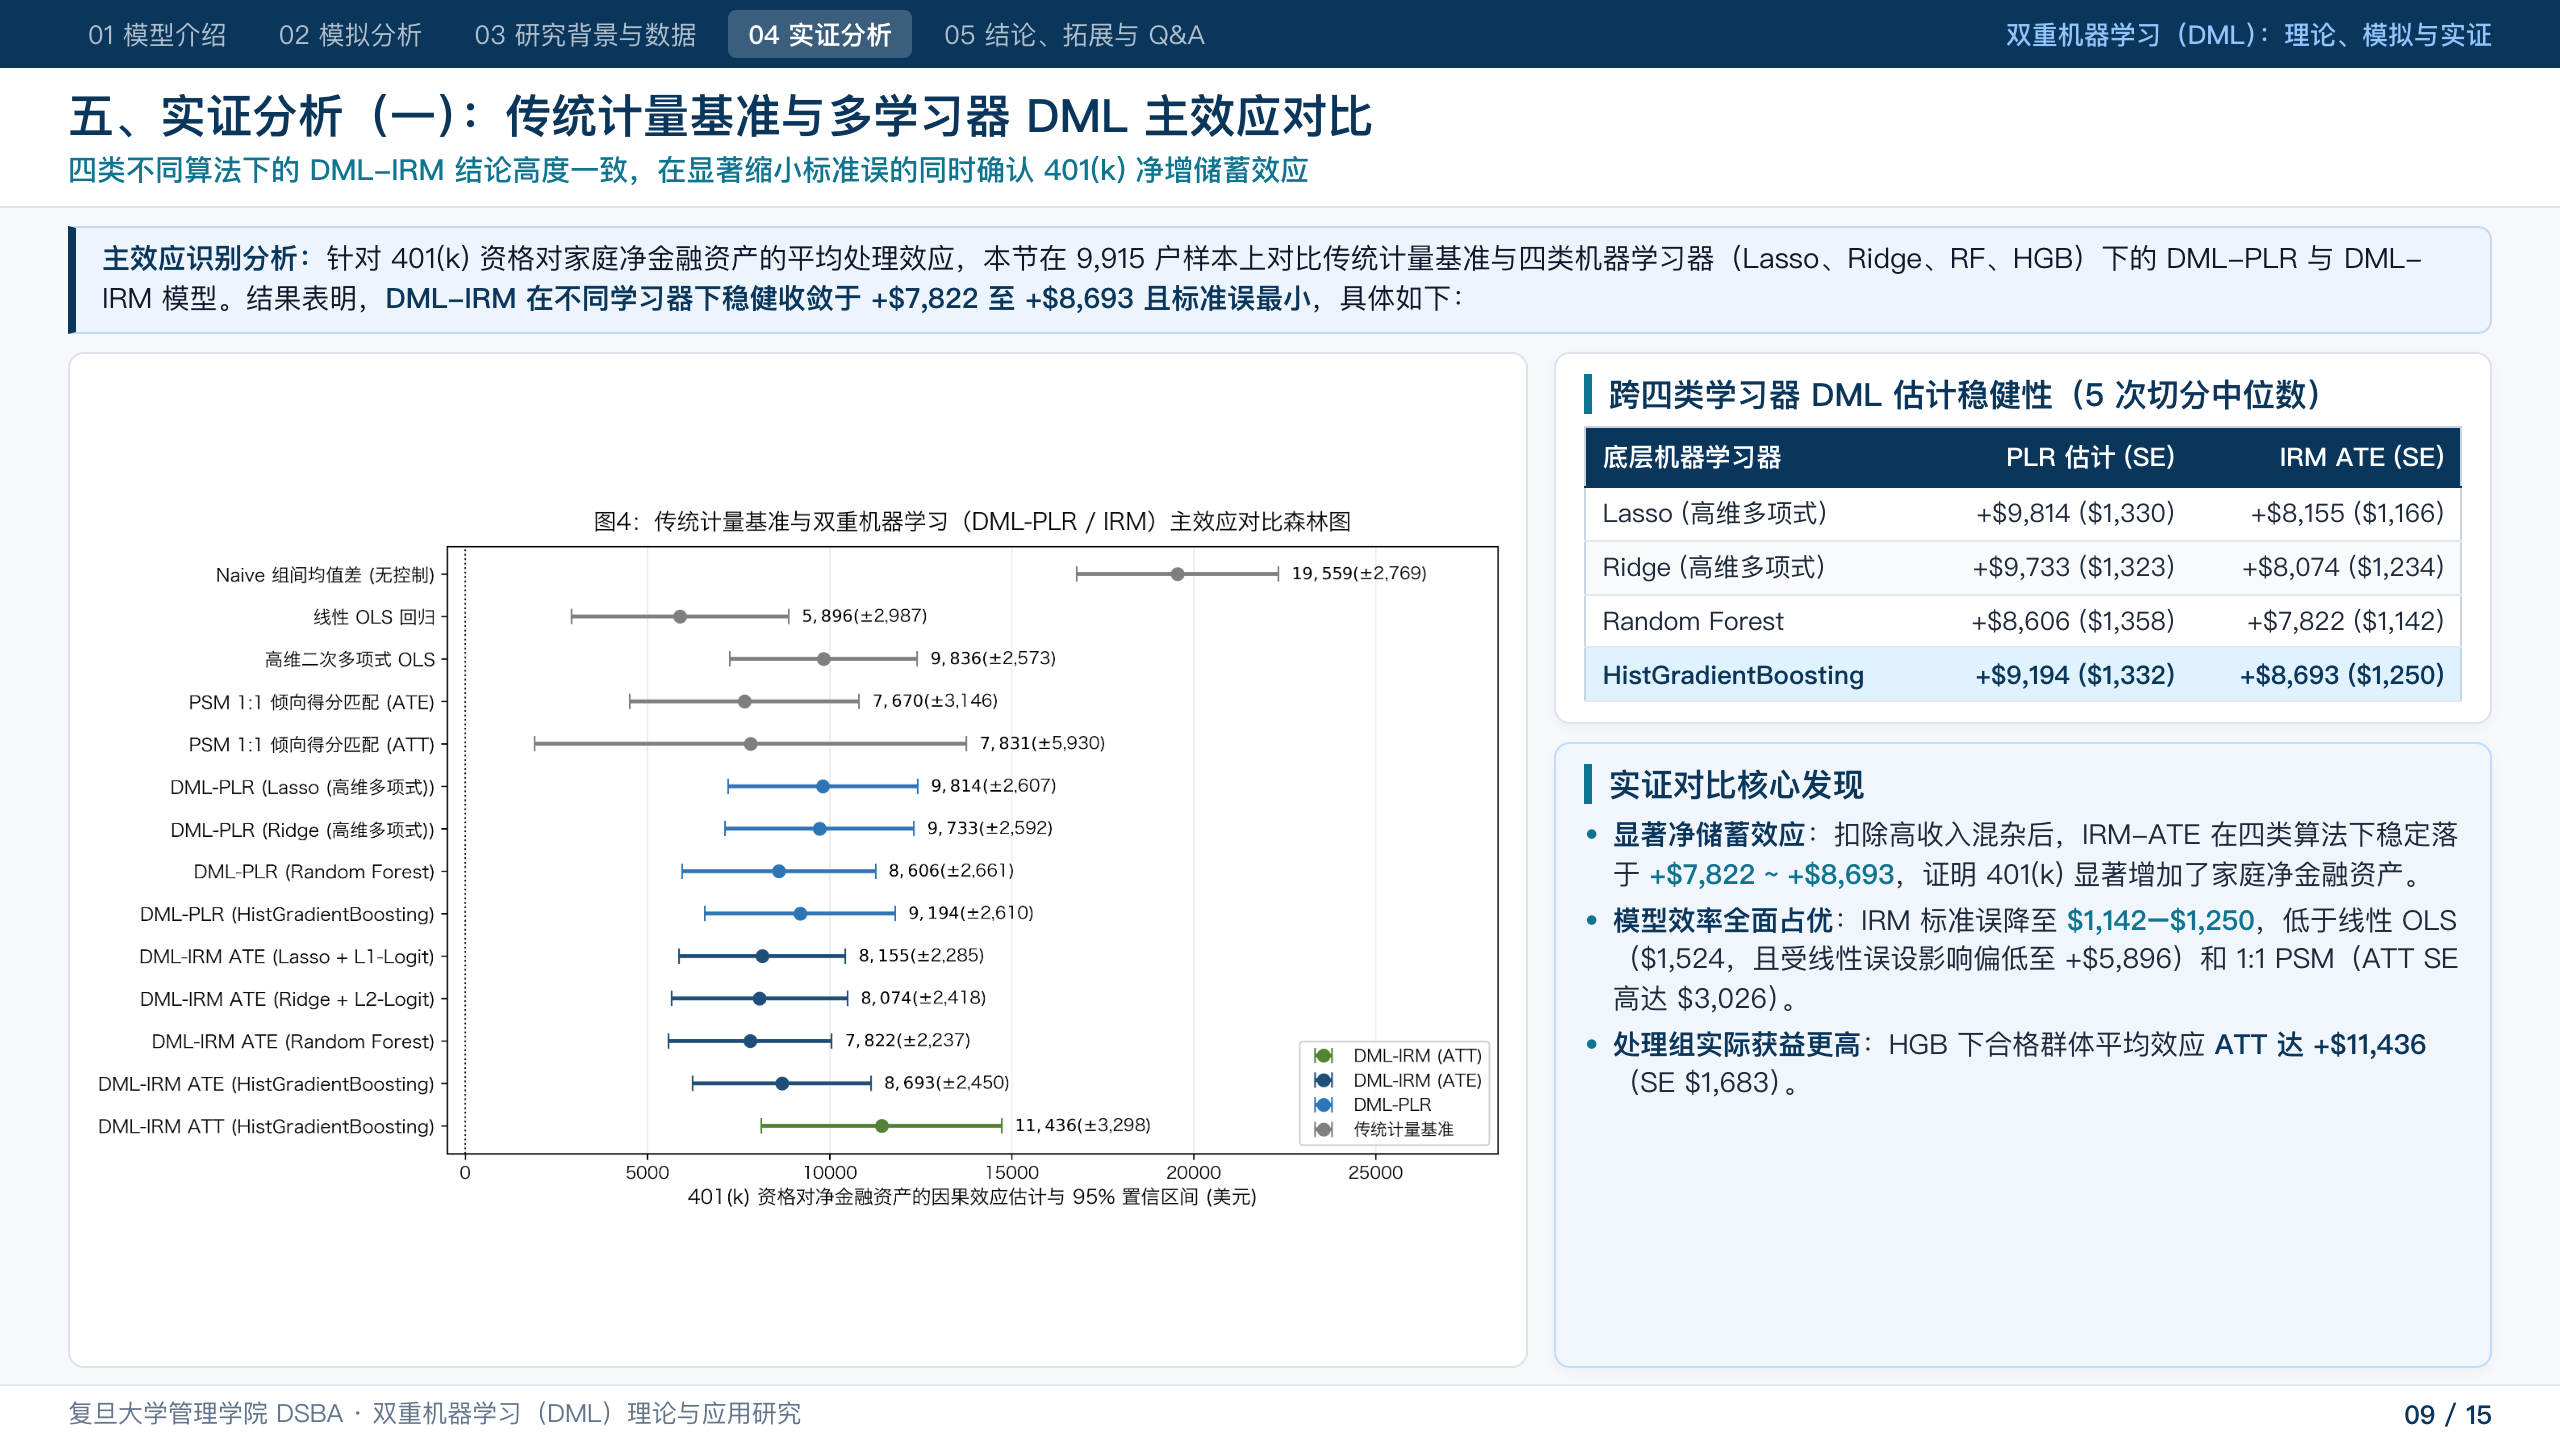 01 模型介绍
02 模拟分析
03 研究背景与数据
04 实证分析
05 结论、拓展与 Q&A
双重机器学习（DML）：理论、模拟与实证
五、实证分析（一）：传统计量基准与多学习器 DML 主效应对比
四类不同算法下的 DML-IRM 结论高度一致，在显著缩小标准误的同时确认 401(k) 净增储蓄效应
主效应识别分析：针对 401(k) 资格对家庭净金融资产的平均处理效应，本节在 9,915 户样本上对比传统计量基准与四类机器学习器（Lasso、Ridge、RF、HGB）下的 DML-PLR 与 DML-
IRM 模型。结果表明，DML-IRM 在不同学习器下稳健收敛于 +$7,822 至 +$8,693 且标准误最小，具体如下：
图4：传统计量基准与双重机器学习（DML-PLR / IRM）主效应对比森林图
Naive 组间均值差 (无控制) 19,559(±2,769)
线性 OLS 回归 5,896(±2,987)
高维二次多项式 OLS 9,836(±2,573)
PSM 1:1 倾向得分匹配 (ATE) 7,670(±3,146)
PSM 1:1 倾向得分匹配 (ATT) 7,831(±5,930)
DML-PLR (Lasso (高维多项式)) 9,814(±2,607)
DML-PLR (Ridge (高维多项式)) 9,733(±2,592)
DML-PLR (Random Forest) 8,606(±2,661)
DML-PLR (HistGradientBoosting) 9,194(±2,610)
DML-IRM ATE (Lasso + L1-Logit) 8,155(±2,285)
DML-IRM ATE (Ridge + L2-Logit) 8,074(±2,418)
DML-IRM ATE (Random Forest) 7,822(±2,237)
DML-IRM ATE (HistGradientBoosting) 8,693(±2,450)
DML-IRM ATT (HistGradientBoosting) 11,436(±3,298)
DML-IRM (ATT)
DML-IRM (ATE)
DML-PLR
传统计量基准
0 5000 10000 15000 20000 25000
401(k) 资格对净金融资产的因果效应估计与 95% 置信区间 (美元)
跨四类学习器 DML 估计稳健性（5 次切分中位数）
底层机器学习器 PLR 估计 (SE) IRM ATE (SE)
Lasso (高维多项式) +$9,814 ($1,330) +$8,155 ($1,166)
Ridge (高维多项式) +$9,733 ($1,323) +$8,074 ($1,234)
Random Forest +$8,606 ($1,358) +$7,822 ($1,142)
HistGradientBoosting +$9,194 ($1,332) +$8,693 ($1,250)
实证对比核心发现
• 显著净储蓄效应：扣除高收入混杂后，IRM-ATE 在四类算法下稳定落
于 +$7,822 ~ +$8,693，证明 401(k) 显著增加了家庭净金融资产。
• 模型效率全面占优：IRM 标准误降至 $1,142—$1,250，低于线性 OLS
（$1,524，且受线性误设影响偏低至 +$5,896）和 1:1 PSM（ATT SE
高达 $3,026）。
• 处理组实际获益更高：HGB 下合格群体平均效应 ATT 达 +$11,436
（SE $1,683）。
复旦大学管理学院 DSBA · 双重机器学习（DML）理论与应用研究
09 / 15